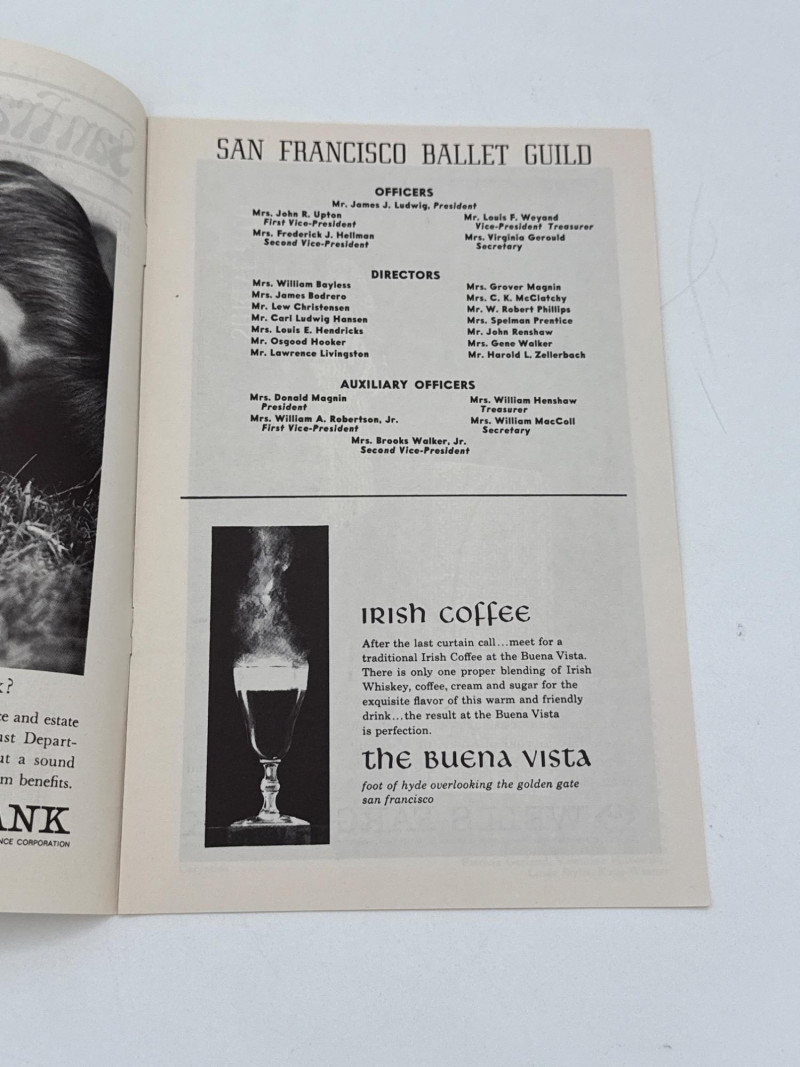 k?
ce and estate
ust Depart-
ut a sound
m benefits.
ANK
NCE CORPORATION
SAN FRANCISCO BALLET GUILD
OFFICERS
Mr. James J. Ludwig, President
Mrs. John R. Upton
First Vice-President
Mrs. Frederick J. Hellman
Second Vice-President
Mr. Louis F. Weyand
Vice-President Treasurer
Mrs. Virginia Gerould
Secretary
DIRECTORS
Mrs. William Bayless
Mrs. James Bodrero
Mr. Lew Christensen
Mr. Carl Ludwig Hansen
Mrs. Louis E. Hendricks
Mr. Osgood Hooker
Mr. Lawrence Livingston
Mrs. Grover Magnin
Mrs. C. K. McClatchy
Mr. W. Robert Phillips
Mrs. Spelman Prentice
Mr. John Renshaw
Mrs. Gene Walker
Mr. Harold L. Zellerbach
AUXILIARY OFFICERS
Mrs. Donald Magnin
President
Mrs. William A. Robertson, Jr.
First Vice-President
Mrs. William Henshaw
Treasurer
Mrs. William MacColl
Secretary
Mrs. Brooks Walker, Jr.
Second Vice-President
IRISH COFFEE
After the last curtain call...meet for a
traditional Irish Coffee at the Buena Vista.
There is only one proper blending of Irish
Whiskey, coffee, cream and sugar for the
exquisite flavor of this warm and friendly
drink...the result at the Buena Vista
is perfection.
the BUENA VISTA
foot of hyde overlooking the golden gate
san francisco